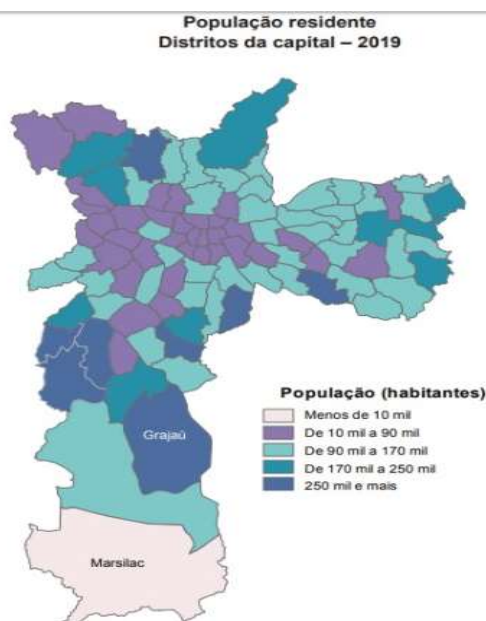 População residente
Distritos da capital – 2019
Grajaú
Marsilac
População (habitantes)
Menos de 10 mil
De 10 mil a 90 mil
De 90 mil a 170 mil
De 170 mil a 250 mil
250 mil e mais